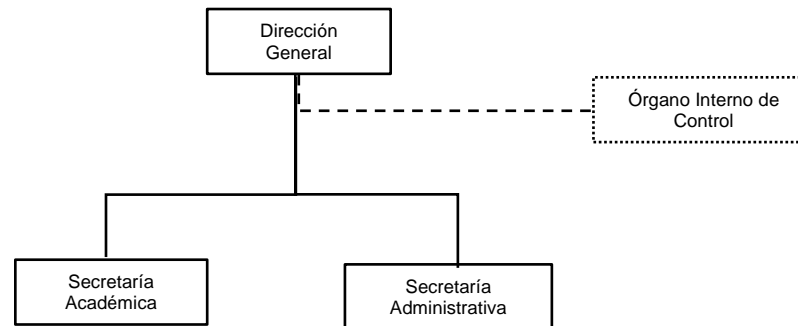 Dirección
General
Órgano Interno de
Control
Secretaría
Académica
Secretaría
Administrativa